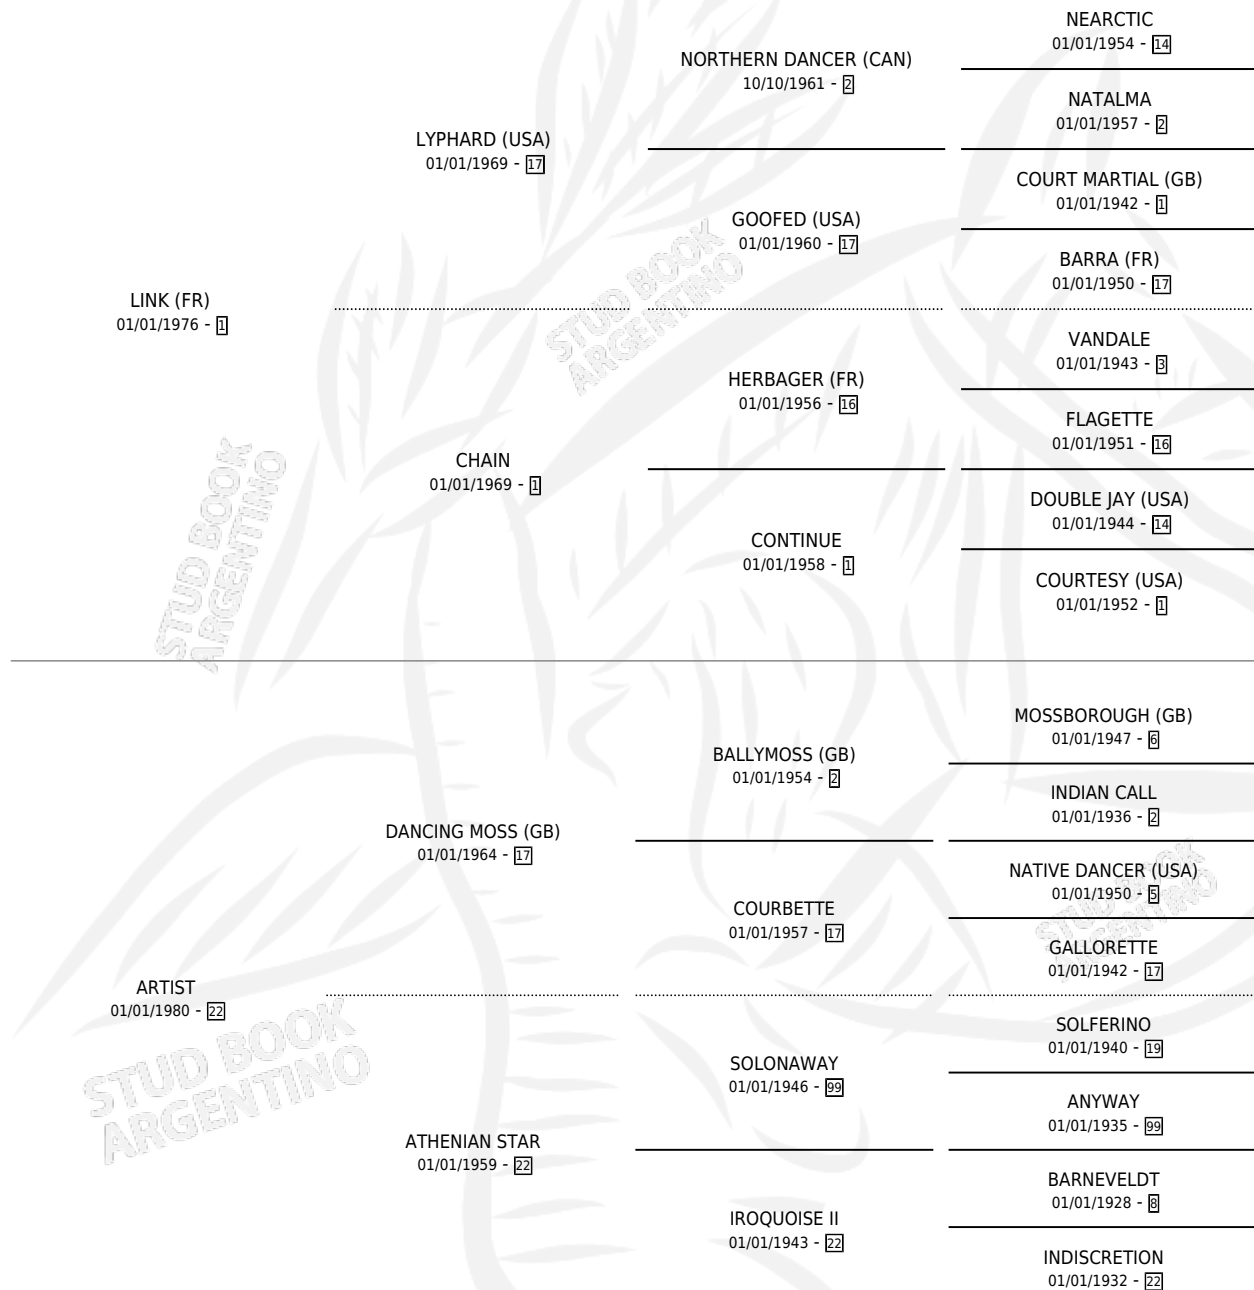 NEARCTIC
01/01/1954 - 14
NORTHERN DANCER (CAN)
10/10/1961 - 2
NATALMA
01/01/1957 - 2
LYPHARD (USA)
01/01/1969 - 17
COURT MARTIAL (GB)
01/01/1942 - 1
GOOFED (USA)
01/01/1960 - 17
BARRA (FR)
01/01/1950 - 17
LINK (FR)
01/01/1976 - 1
STUD BOOK
ARGENTINO
VANDALE
01/01/1943 - 3
HERBAGER (FR)
01/01/1956 - 16
FLAGETTE
01/01/1951 - 16
CHAIN
01/01/1969 - 1
DOUBLE JAY (USA)
01/01/1944 - 14
CONTINUE
01/01/1958 - 1
COURTESY (USA)
01/01/1952 - 1
STUD BOOK
ARGENTINO
MOSSBOROUGH (GB)
01/01/1947 - 6
BALLYMOSS (GB)
01/01/1954 - 2
INDIAN CALL
01/01/1936 - 2
DANCING MOSS (GB)
01/01/1964 - 17
NATIVE DANCER (USA)
01/01/1950 - 5
STUD BOOK
ARGENTINO
COURBETTE
01/01/1957 - 17
GALLORETTE
01/01/1942 - 17
ARTIST
01/01/1980 - 22
SOLFERINO
01/01/1940 - 19
SOLONAWAY
01/01/1946 - 99
ANYWAY
01/01/1935 - 99
STUD BOOK
ARGENTINO
ATHENIAN STAR
01/01/1959 - 22
BARNEVELDT
01/01/1928 - 8
IROQUOISE II
01/01/1943 - 22
INDISCRETION
01/01/1932 - 22